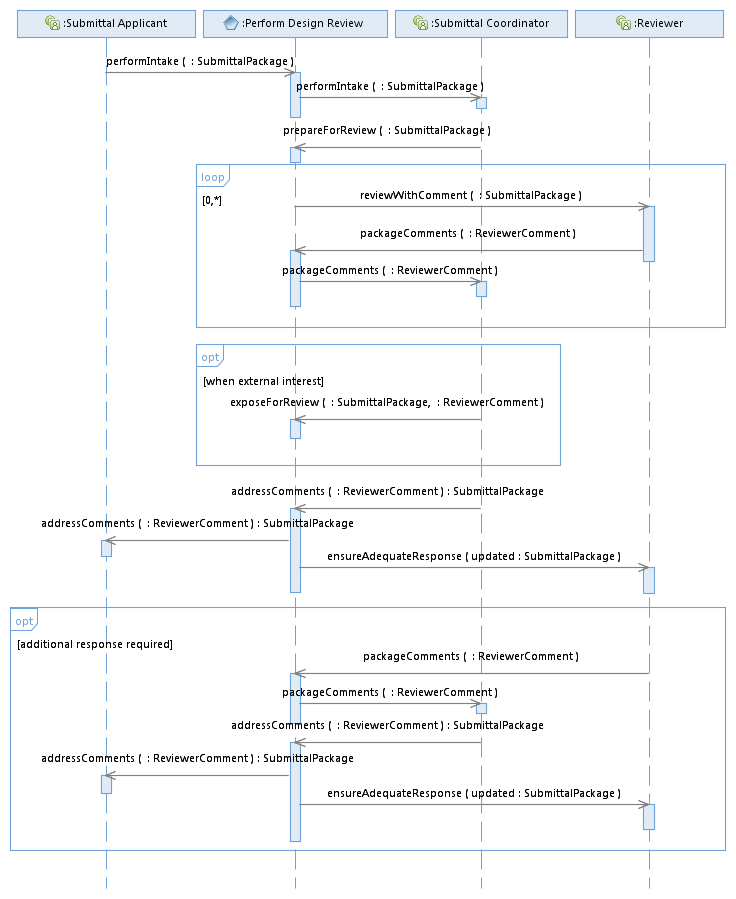 :Submittal Applicant
:Perform Design Review
:Submittal Coordinator
:Reviewer
performIntake ( : SubmittalPackage )
performIntake ( : SubmittalPackage )
prepareForReview ( : SubmittalPackage )
loop
[0,*]
reviewWithComment ( : SubmittalPackage )
packageComments ( : ReviewerComment )
packageComments ( : ReviewerComment )
opt
[when external interest]
exposeForReview ( : SubmittalPackage, : ReviewerComment )
addressComments ( : ReviewerComment ) : SubmittalPackage
addressComments ( : ReviewerComment ) : SubmittalPackage
ensureAdequateResponse ( updated : SubmittalPackage )
opt
[additional response required]
packageComments ( : ReviewerComment )
packageComments ( : ReviewerComment )
addressComments ( : ReviewerComment ) : SubmittalPackage
addressComments ( : ReviewerComment ) : SubmittalPackage
ensureAdequateResponse ( updated : SubmittalPackage )